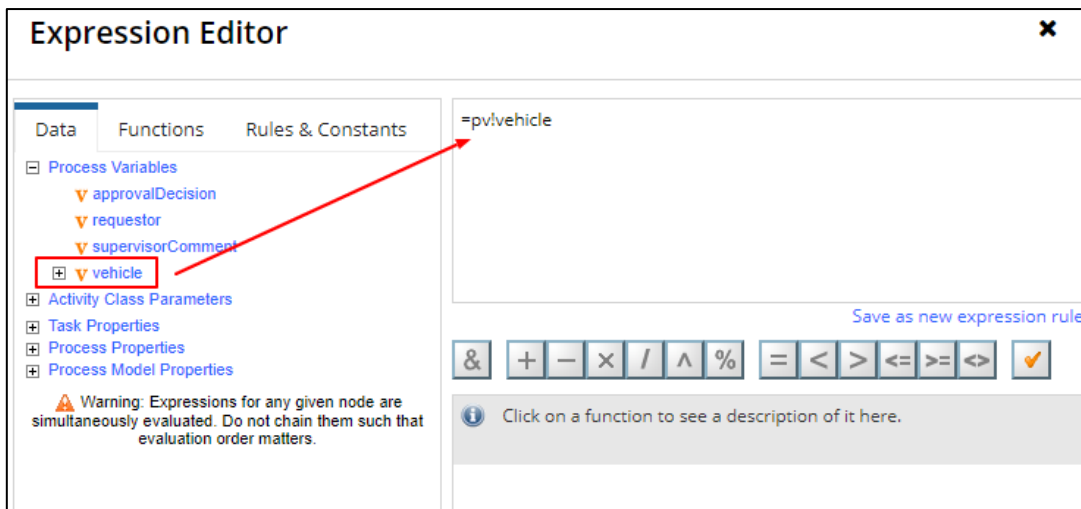 Expression Editor
Data Functions Rules & Constants
Process Variables
approvalDecision
requestor
supervisorComment
vehicle
Activity Class Parameters
Task Properties
Process Properties
Process Model Properties
Warning: Expressions for any given node are
simultaneously evaluated. Do not chain them such that
evaluation order matters.
=pv!vehicle
Save as new expression rule
& + − × / ^ % = < > <= >= <>
Click on a function to see a description of it here.